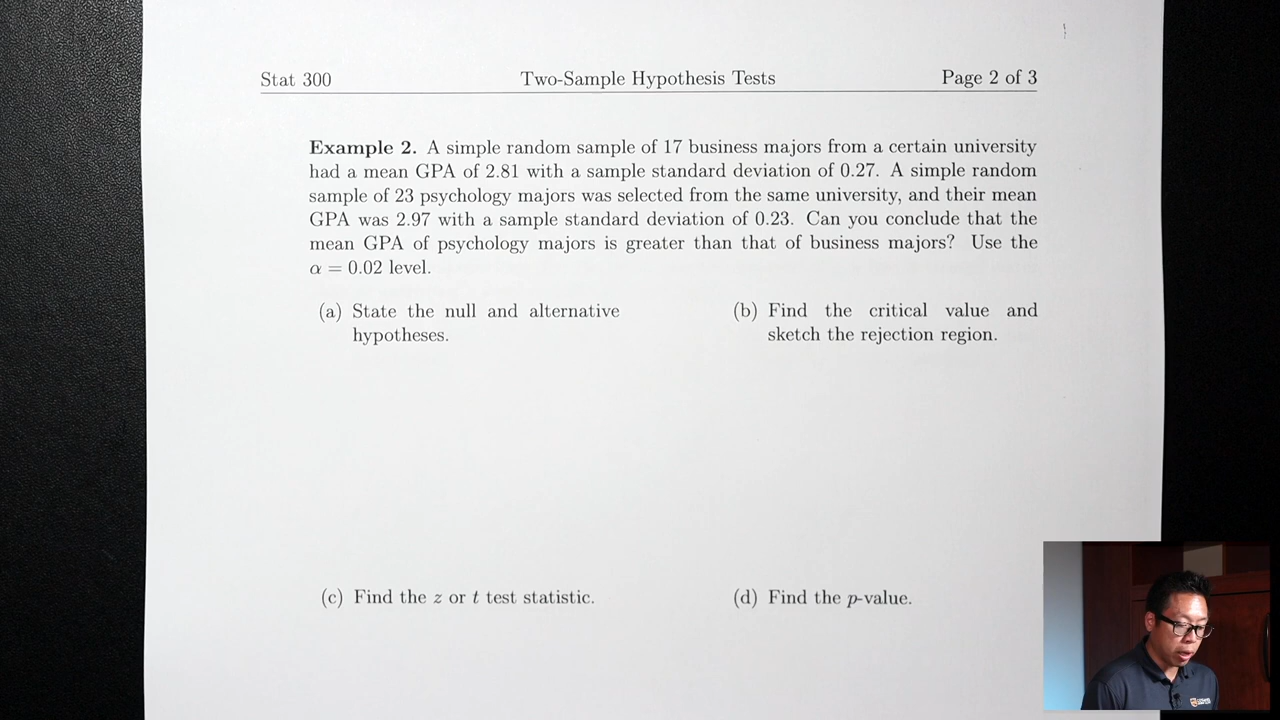 Stat 300 Two-Sample Hypothesis Tests Page 2 of 3
Example 2. A simple random sample of 17 business majors from a certain university
had a mean GPA of 2.81 with a sample standard deviation of 0.27. A simple random
sample of 23 psychology majors was selected from the same university, and their mean
GPA was 2.97 with a sample standard deviation of 0.23. Can you conclude that the
mean GPA of psychology majors is greater than that of business majors? Use the
α = 0.02 level.
(a) State the null and alternative
hypotheses.
(b) Find the critical value and
sketch the rejection region.
(c) Find the z or t test statistic.
(d) Find the p-value.